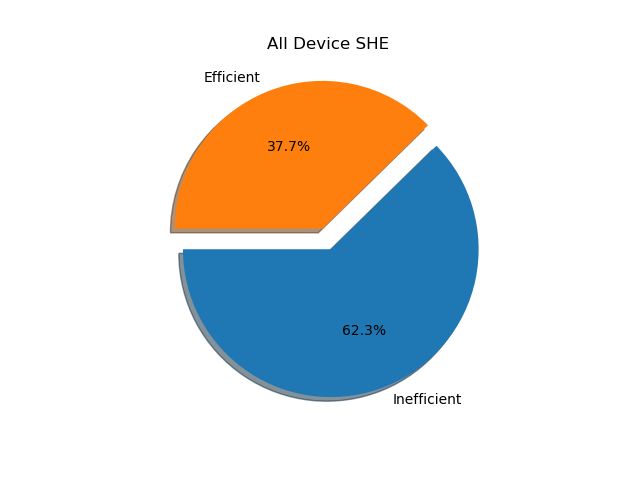 All Device SHE
Efficient
37.7%
62.3%
Inefficient